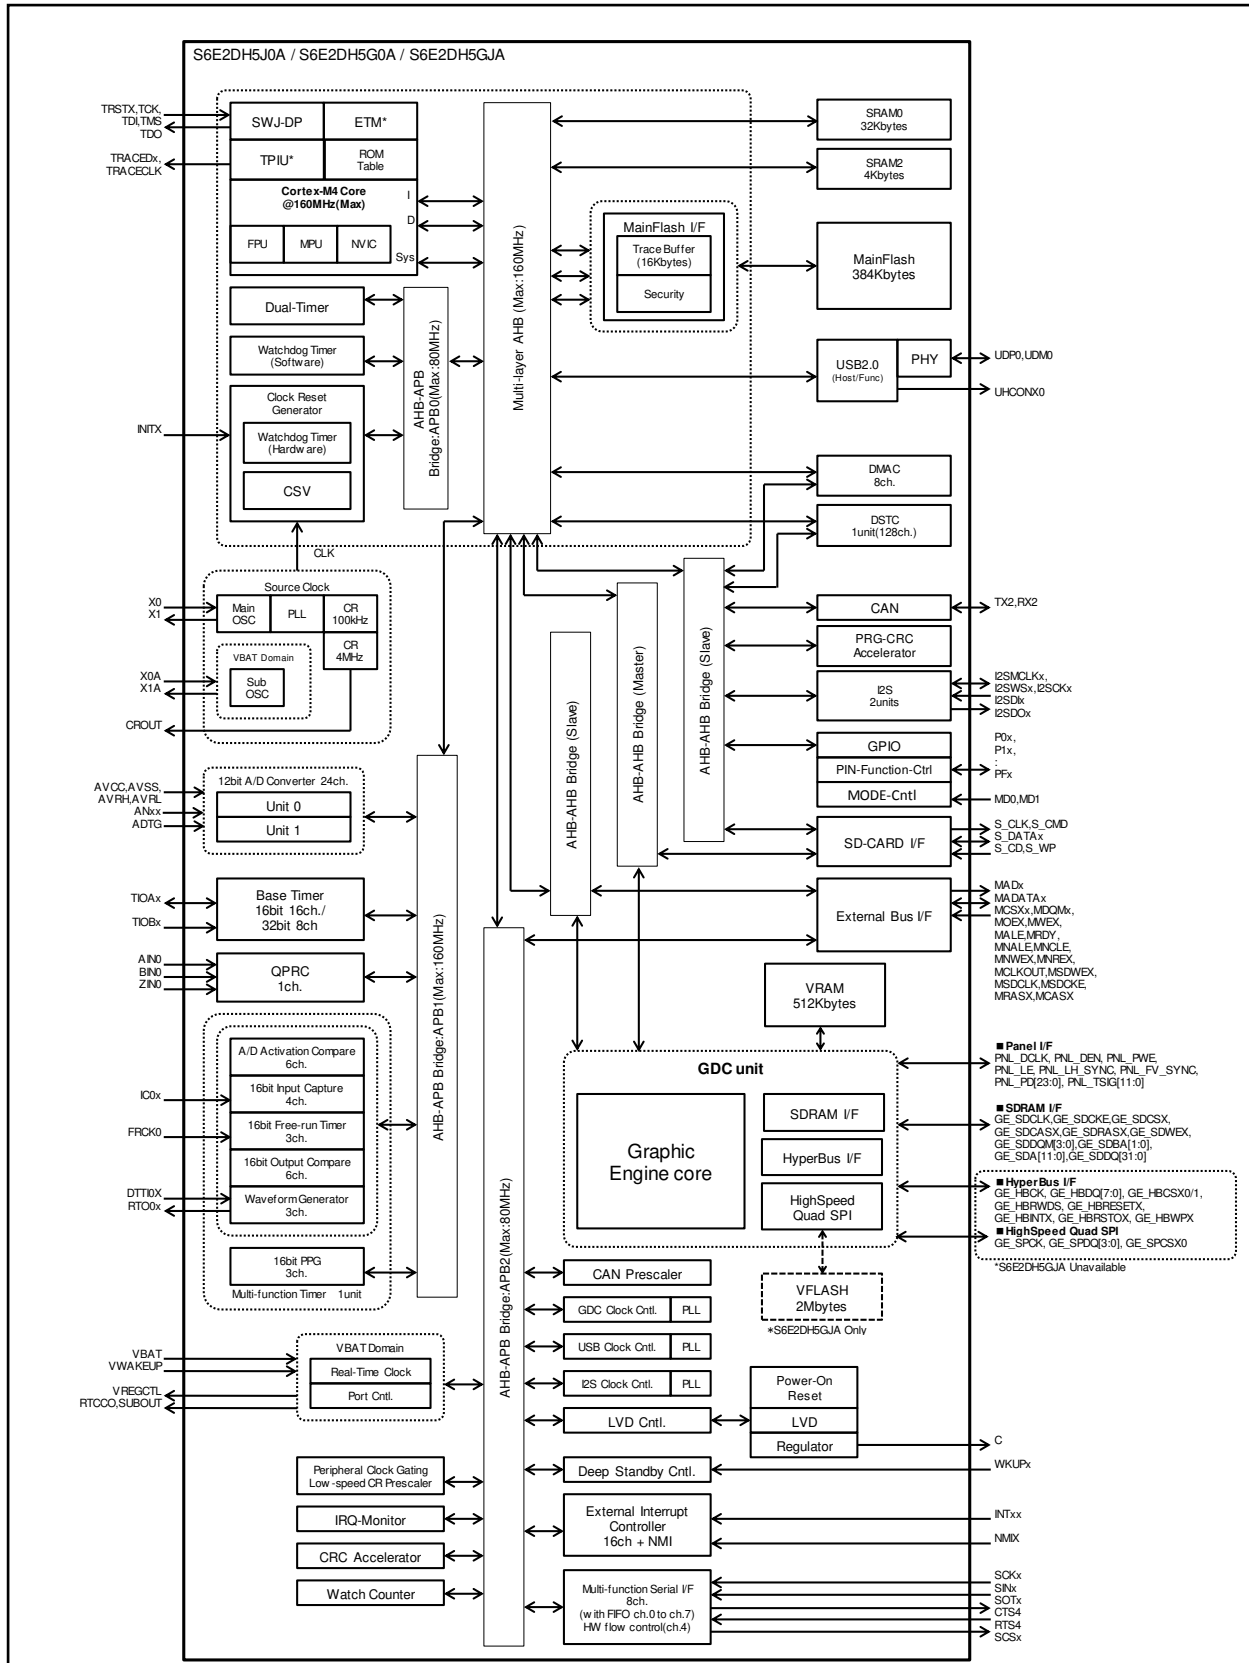 S6E2DH5J0A / S6E2DH5G0A / S6E2DH5GJA
TRSTX,TCK,
TDI,TMS
TDO
TRACEDx,
TRACECLK
SWJ-DP
ETM*
TPIU*
ROM
Table
Cortex-M4 Core
@160MHz(Max)
FPU
MPU
NVIC
I
D
Sys
Dual-Timer
Watchdog Timer
(Software)
Clock Reset
Generator
Watchdog Timer
(Hardware)
CSV
INITX
CLK
AHB-APB
Bridge:APB0(Max:80MHz)
Multi-layer AHB (Max:160MHz)
MainFlash I/F
Trace Buffer
(16Kbytes)
Security
SRAM0
32Kbytes
SRAM2
4Kbytes
MainFlash
384Kbytes
USB2.0
(Host/Func)
PHY
UDP0,UDM0
UHCONX0
DMAC
8ch.
DSTC
1unit(128ch.)
Source Clock
Main
OSC
PLL
CR
100kHz
CR
4MHz
VBAT Domain
Sub
OSC
X0
X1
X0A
X1A
CROUT
AHB-AHB Bridge (Slave)
AHB-AHB Bridge (Master)
AHB-AHB Bridge (Slave)
CAN
TX2,RX2
PRG-CRC
Accelerator
I2S
2units
I2SMCLKx,
I2SWSx,I2SCKx
I2SDIx
I2SDOx
GPIO
PIN-Function-Ctrl
MODE-Cntl
P0x,
P1x,
:
PFx
MD0,MD1
SD-CARD I/F
S_CLK,S_CMD
S_DATAx
S_CD,S_WP
External Bus I/F
MADx
MADATAx
MCSXx,MDQMx,
MOEX,MWEX,
MALE,MRDY,
MNALE,MNCLE,
MNWEX,MNREX,
MCLKOUT,MSDWEX,
MSDCLK,MSDCKE,
MRASX,MCASX
12bit A/D Converter 24ch.
Unit 0
Unit 1
AVCC,AVSS,
AVRH,AVRL
ANxx
ADTG
Base Timer
16bit 16ch./
32bit 8ch
TIOAx
TIOBx
QPRC
1ch.
AIN0
BIN0
ZIN0
A/D Activation Compare
6ch.
16bit Input Capture
4ch.
16bit Free-run Timer
3ch.
16bit Output Compare
6ch.
Waveform Generator
3ch.
16bit PPG
3ch.
Multi-function Timer 1unit
IC0x
FRCK0
DTTI0X
RTO0x
AHB-APB Bridge:APB1(Max:160MHz)
AHB-APB Bridge:APB2(Max:80MHz)
VRAM
512Kbytes
GDC unit
Graphic
Engine core
SDRAM I/F
HyperBus I/F
HighSpeed
Quad SPI
VFLASH
2Mbytes
*S6E2DH5GJA Only
■ Panel I/F
PNL_DCLK, PNL_DEN, PNL_PWE,
PNL_LE, PNL_LH_SYNC, PNL_FV_SYNC,
PNL_PD[23:0], PNL_TSIG[11:0]
■ SDRAM I/F
GE_SDCLK,GE_SDCKE,GE_SDCSX,
GE_SDCASX,GE_SDRASX,GE_SDWEX,
GE_SDDQM[3:0],GE_SDBA[1:0],
GE_SDA[11:0],GE_SDDQ[31:0]
■ HyperBus I/F
GE_HBCK, GE_HBDQ[7:0], GE_HBCSX0/1,
GE_HBRWDS, GE_HBRESETX,
GE_HBINTX, GE_HBRSTOX, GE_HBWPX
■ HighSpeed Quad SPI
GE_SPCK, GE_SPDQ[3:0], GE_SPCSX0
*S6E2DH5GJA Unavailable
CAN Prescaler
GDC Clock Cntl.
PLL
USB Clock Cntl.
PLL
I2S Clock Cntl.
PLL
LVD Cntl.
Power-On
Reset
LVD
Regulator
C
Deep Standby Cntl.
WKUPx
External Interrupt
Controller
16ch + NMI
INTxx
NMIX
Multi-function Serial I/F
8ch.
(with FIFO ch.0 to ch.7)
HW flow control(ch.4)
SCKx
SINx
SOTx
CTS4
RTS4
SCSx
VBAT Domain
Real-Time Clock
Port Cntl.
VBAT
VWAKEUP
VREGCTL
RTCCO,SUBOUT
Peripheral Clock Gating
Low-speed CR Prescaler
IRQ-Monitor
CRC Accelerator
Watch Counter